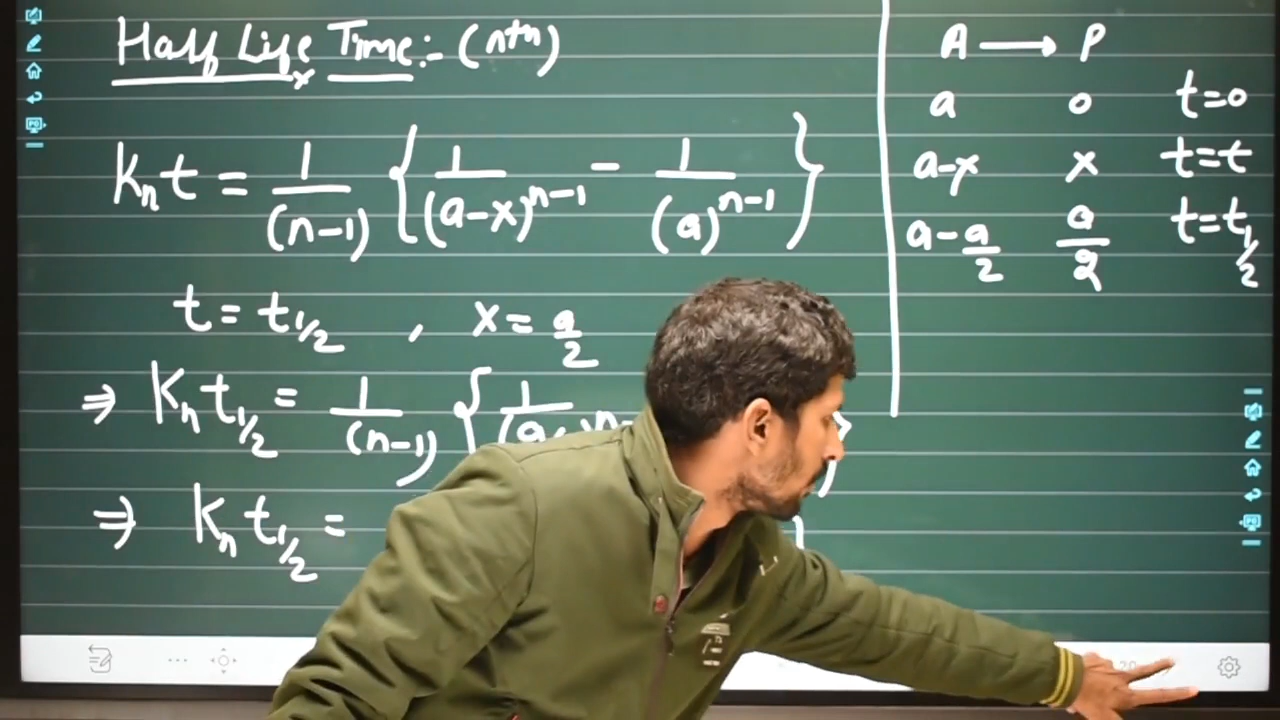 Half Life Time:- (nth)
Kₙt = 1/(n-1) { 1/(a-x)ⁿ⁻¹ - 1/(a)ⁿ⁻¹ }
t = t1/2 , x = a/2
⇒ Kₙt1/2 = 1/(n-1) { 1/(a
⇒ Kₙt1/2 =
A ⟶ P
a 0 t=0
a-x x t=t
a-a/2 a/2 t=t1/2